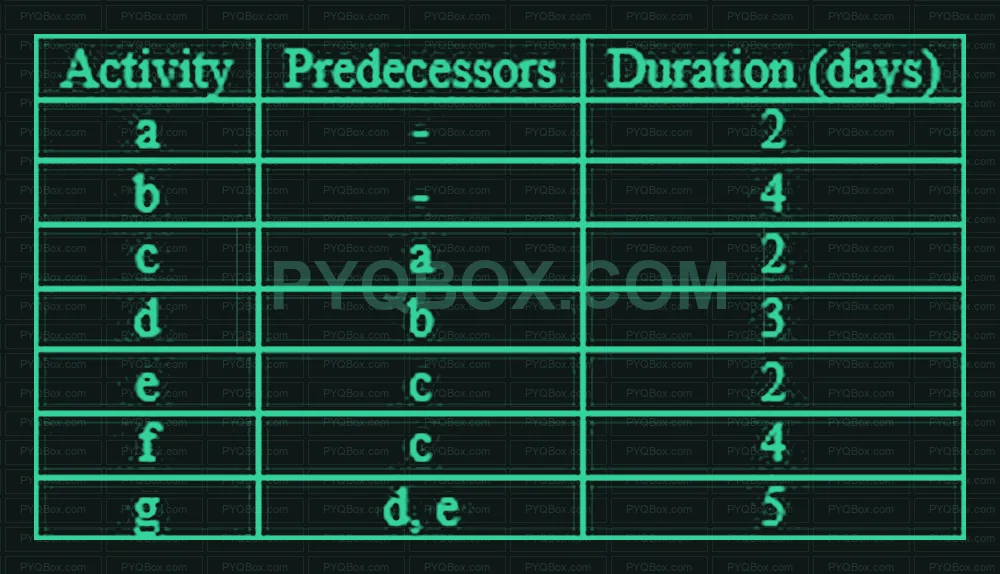 Activity Predecessors Duration (days)
a - 2
b - 4
c a 2
d b 3
e c 2
f c 4
g d, e 5
PYQBOX.COM